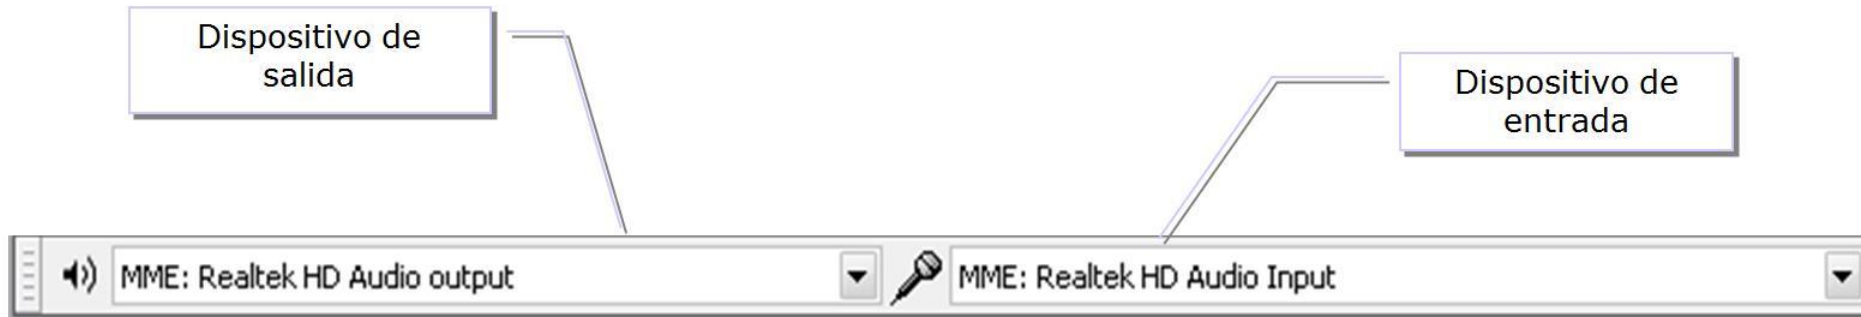 Dispositivo de
salida
Dispositivo de
entrada
MME: Realtek HD Audio output
MME: Realtek HD Audio Input